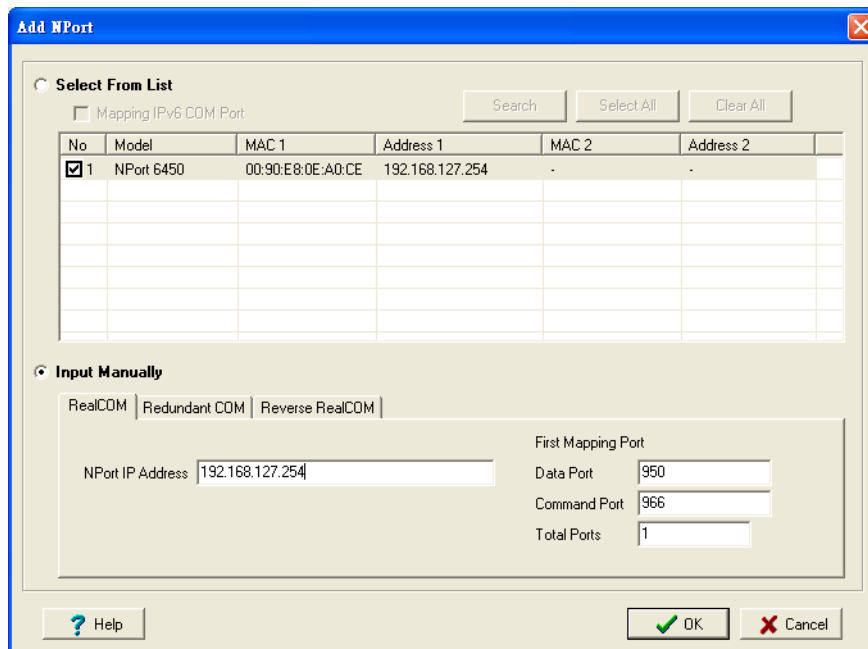 Add NPort
Select From List
Mapping IPv6 COM Port
Search
Select All
Clear All
No Model MAC 1 Address 1 MAC 2 Address 2
1 NPort 6450 00:90:E8:0E:A0:CE 192.168.127.254 - -
Input Manually
RealCOM Redundant COM Reverse RealCOM
First Mapping Port
NPort IP Address 192.168.127.254 Data Port 950
Command Port 966
Total Ports 1
? Help
OK
Cancel